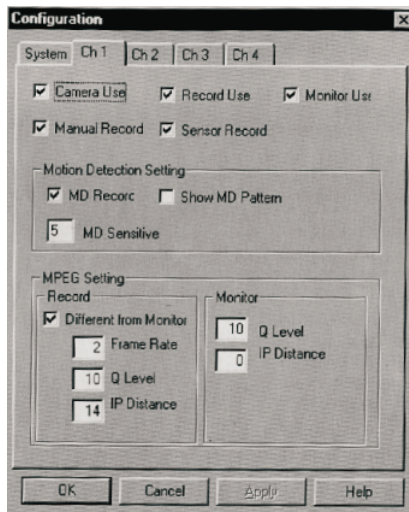 Configuration
System Ch 1 Ch 2 Ch 3 Ch 4
Camera Use Record Use Monitor Use
Manual Record Sensor Record
Motion Detection Setting
MD Record Show MD Pattern
5 MD Sensitive
MPEG Setting
Record Monitor
Different from Monitor
2 Frame Rate
10 Q Level
14 IP Distance
10 Q Level
0 IP Distance
OK Cancel Apply Help